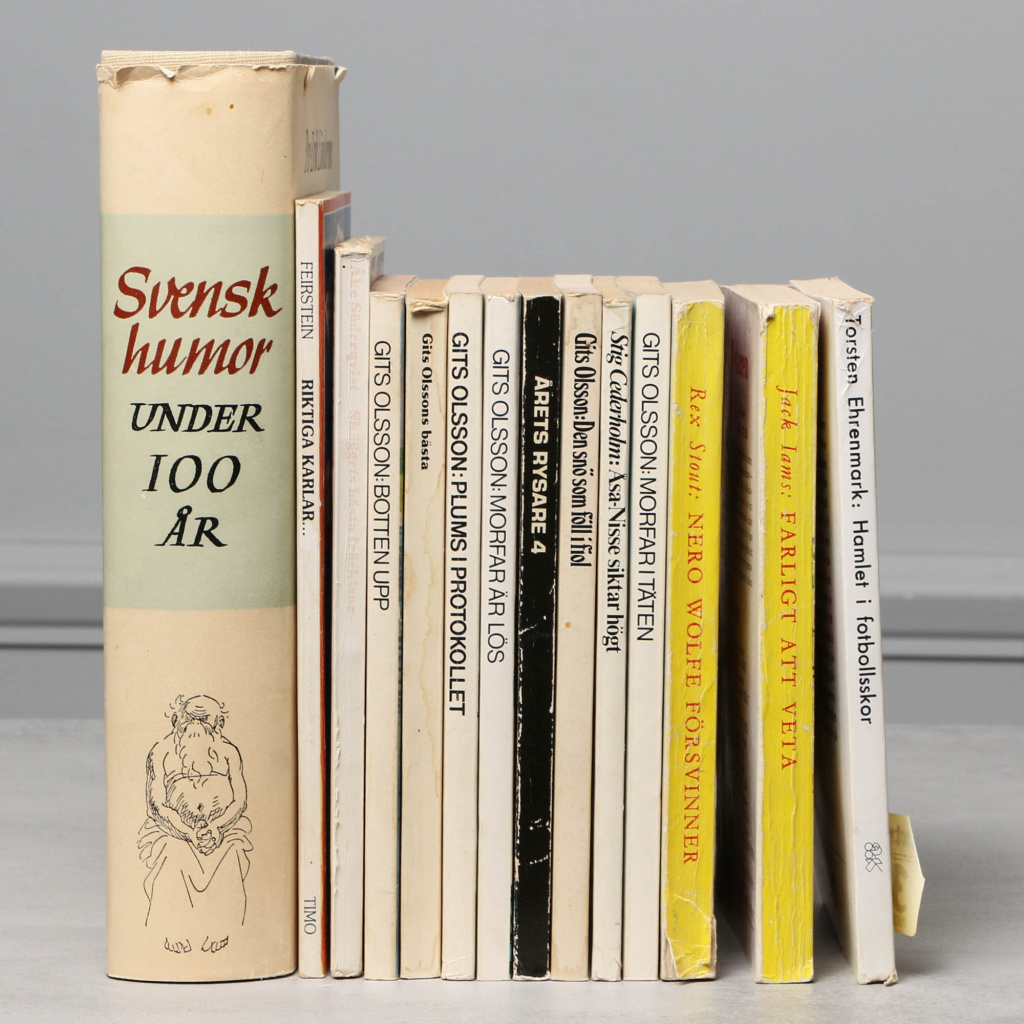 Svensk
humor
UNDER
100
ÅR
FEIRSTEIN RIKTIGA KARLAR... TIMO
GITS OLSSON: BOTTEN UPP
Gits Olssons bästa
GITS OLSSON: PLUMS I PROTOKOLLET
GITS OLSSON: MORFAR ÄR LÖS
ÅRETS RYSARE 4
Gits Olsson: Den snö som föll i fjol
Stig Cederholm: Åsa-Nisse siktar högt
GITS OLSSON: MORFAR I TÄTEN
Rex Stout: NERO WOLFE FÖRSVINNER
Jack Iams: FARLIGT ATT VETA
Torsten Ehrenmark: Hamlet i fotbollsskor